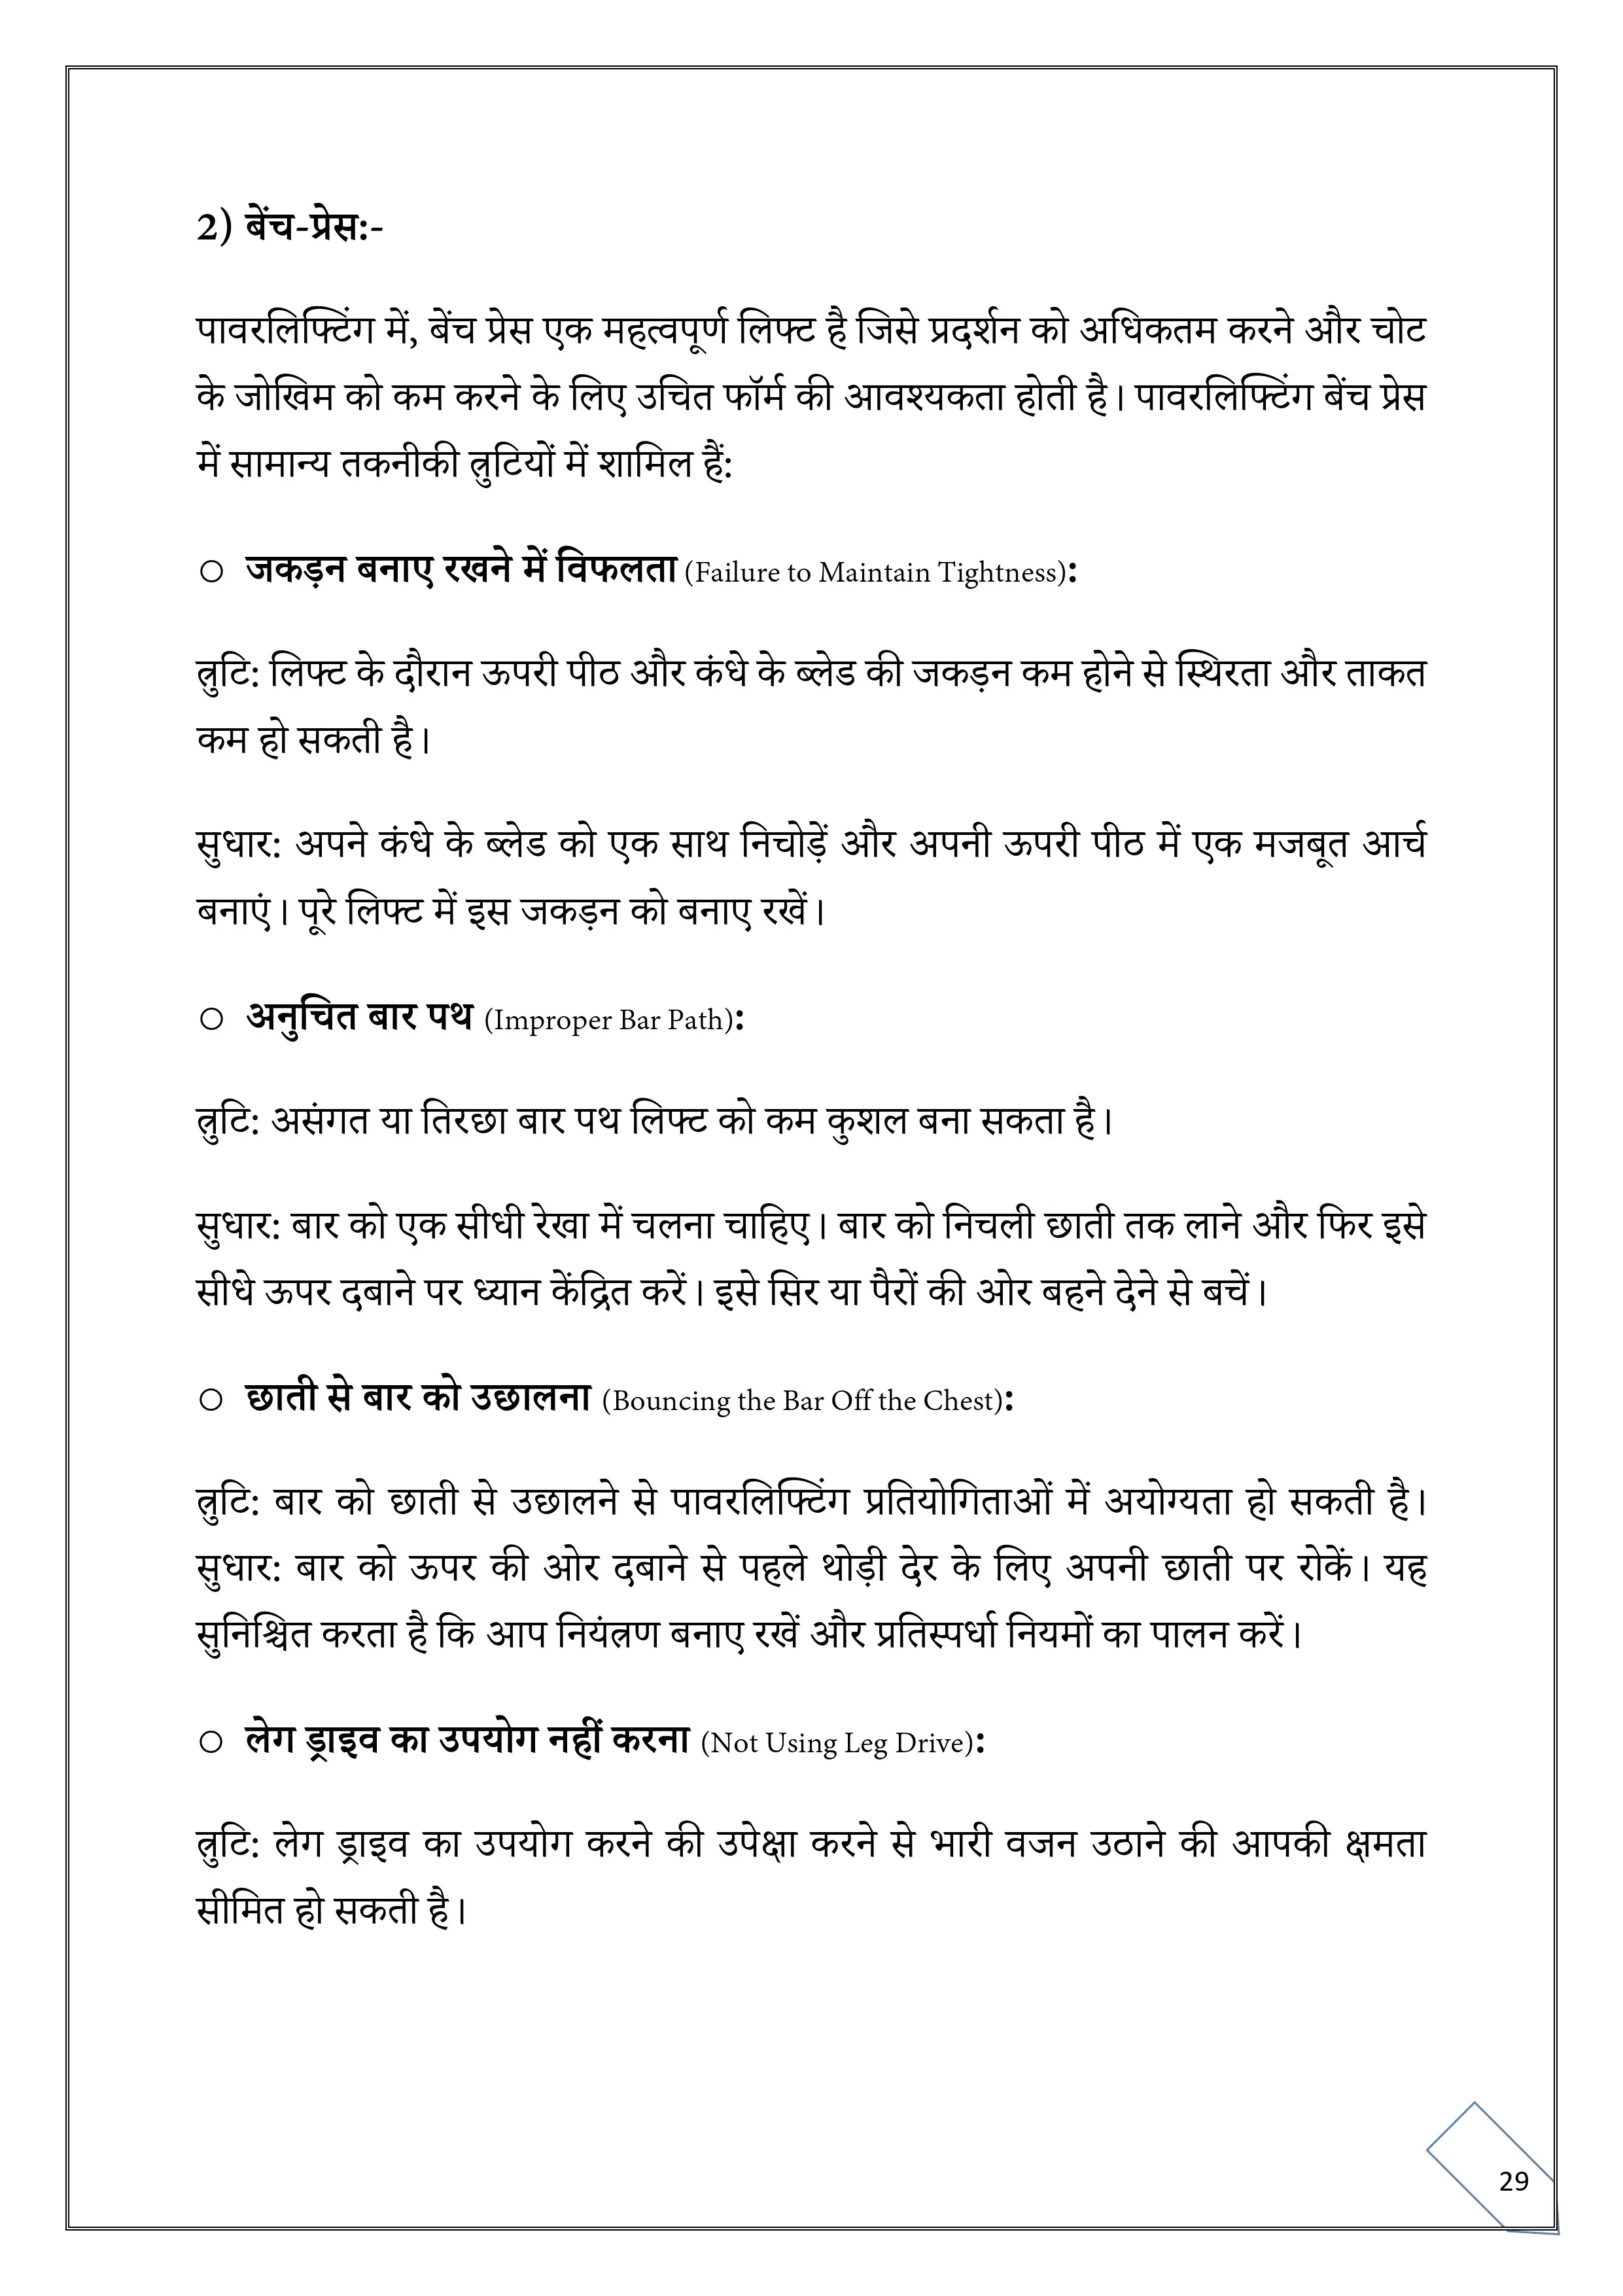 2) बेंच-प्रेस:-
पावरलिफ्टिंग में, बेंच प्रेस एक महत्वपूर्ण लिफ्ट है जिसे प्रदर्शन को अधिकतम करने और चोट
के जोखिम को कम करने के लिए उचित फॉर्म की आवश्यकता होती है। पावरलिफ्टिंग बेंच प्रेस
में सामान्य तकनीकी त्रुटियों में शामिल हैं:
○ जकड़न बनाए रखने में विफलता (Failure to Maintain Tightness):
त्रुटि: लिफ्ट के दौरान ऊपरी पीठ और कंधे के ब्लेड की जकड़न कम होने से स्थिरता और ताकत
कम हो सकती है।
सुधार: अपने कंधे के ब्लेड को एक साथ निचोड़ें और अपनी ऊपरी पीठ में एक मजबूत आर्च
बनाएं। पूरे लिफ्ट में इस जकड़न को बनाए रखें।
○ अनुचित बार पथ (Improper Bar Path):
त्रुटि: असंगत या तिरछा बार पथ लिफ्ट को कम कुशल बना सकता है।
सुधार: बार को एक सीधी रेखा में चलना चाहिए। बार को निचली छाती तक लाने और फिर इसे
सीधे ऊपर दबाने पर ध्यान केंद्रित करें। इसे सिर या पैरों की ओर बहने देने से बचें।
○ छाती से बार को उछालना (Bouncing the Bar Off the Chest):
त्रुटि: बार को छाती से उछालने से पावरलिफ्टिंग प्रतियोगिताओं में अयोग्यता हो सकती है।
सुधार: बार को ऊपर की ओर दबाने से पहले थोड़ी देर के लिए अपनी छाती पर रोकें। यह
सुनिश्चित करता है कि आप नियंत्रण बनाए रखें और प्रतिस्पर्धा नियमों का पालन करें।
○ लेग ड्राइव का उपयोग नहीं करना (Not Using Leg Drive):
त्रुटि: लेग ड्राइव का उपयोग करने की उपेक्षा करने से भारी वजन उठाने की आपकी क्षमता
सीमित हो सकती है।
29